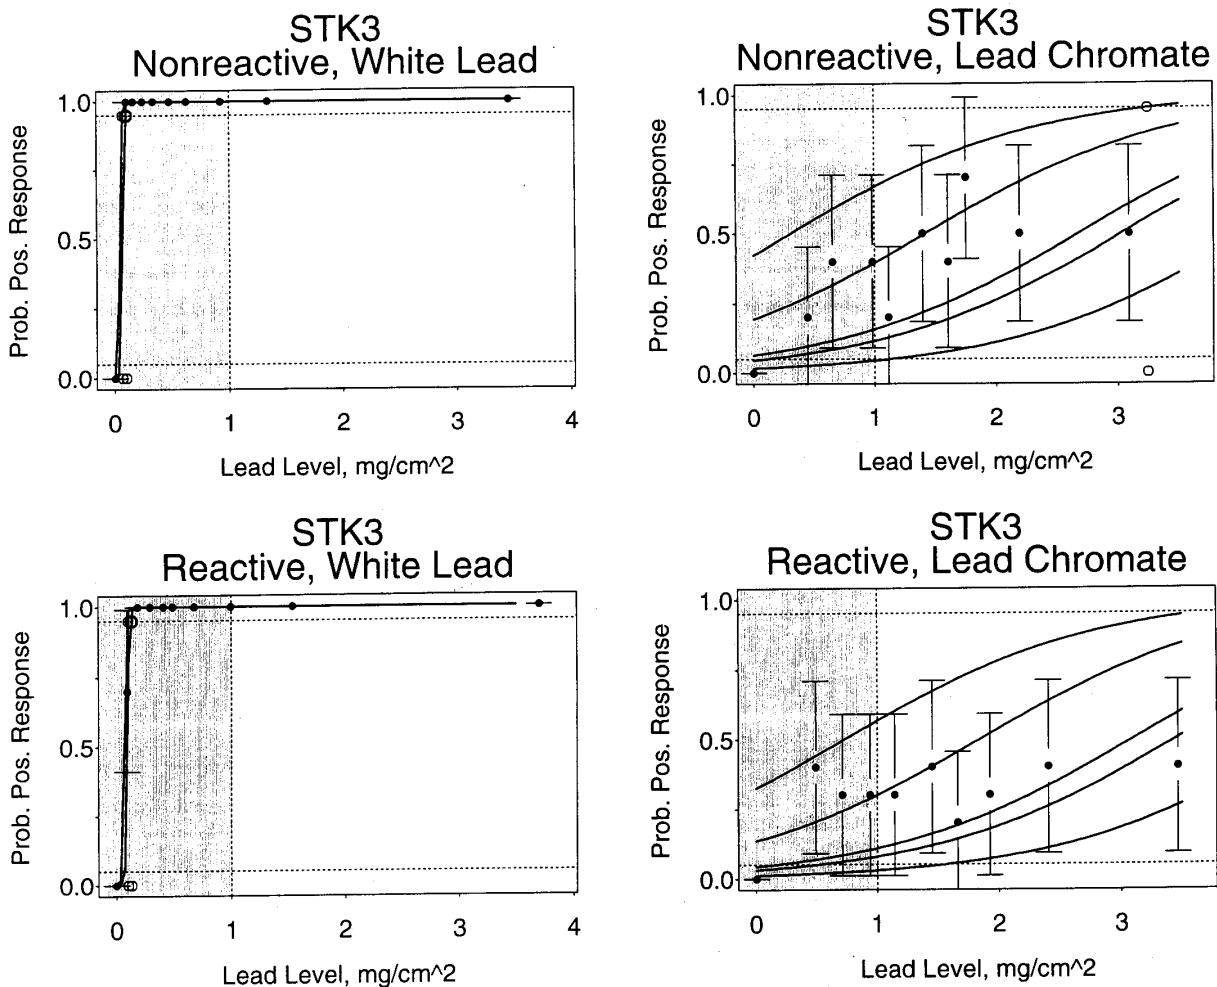 STK3
Nonreactive, White Lead
Prob. Pos. Response
1.0
0.5
0.0
0 1 2 3 4
Lead Level, mg/cm^2
STK3
Nonreactive, Lead Chromate
Prob. Pos. Response
1.0
0.5
0.0
0 1 2 3
Lead Level, mg/cm^2
STK3
Reactive, White Lead
Prob. Pos. Response
1.0
0.5
0.0
0 1 2 3 4
Lead Level, mg/cm^2
STK3
Reactive, Lead Chromate
Prob. Pos. Response
1.0
0.5
0.0
0 1 2 3
Lead Level, mg/cm^2